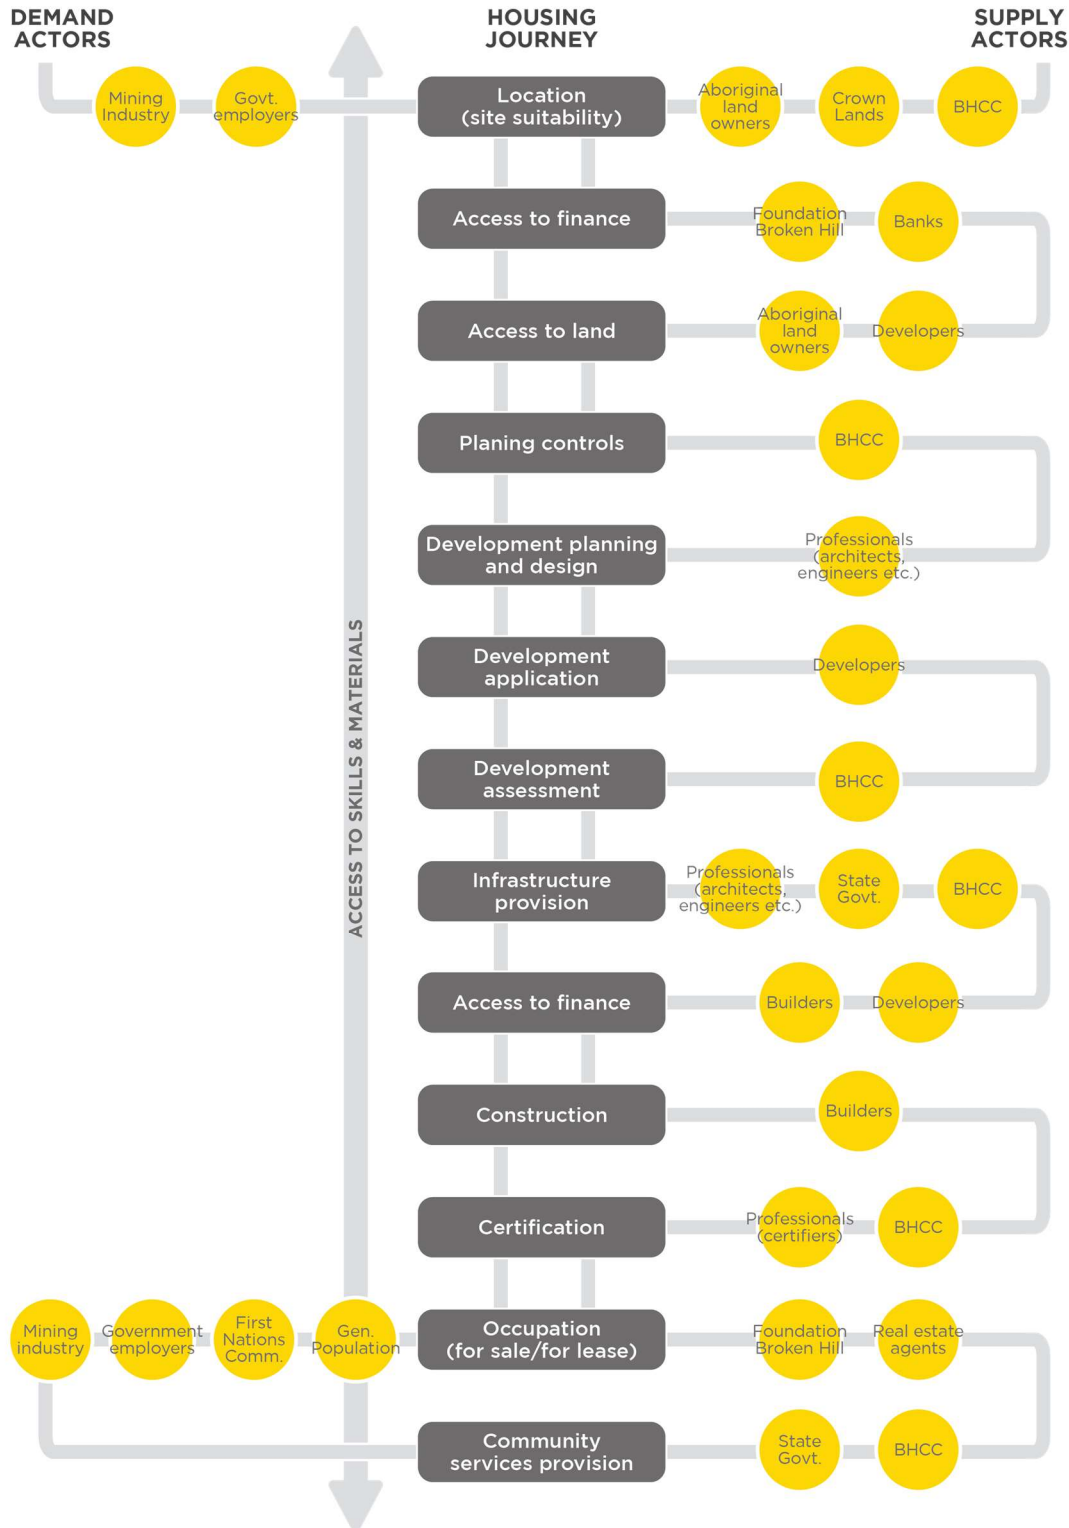 DEMAND
ACTORS
HOUSING
JOURNEY
SUPPLY
ACTORS
Mining
Industry
Govt.
employers
Location
(site suitability)
Aboriginal
land
owners
Crown
Lands
BHCC
Access to finance
Foundation
Broken Hill
Banks
Access to land
Aboriginal
land
owners
Developers
Planing controls
BHCC
Development planning
and design
Professionals
(architects,
engineers etc.)
ACCESS TO SKILLS & MATERIALS
Development
application
Developers
Development
assessment
BHCC
Infrastructure
provision
Professionals
(architects,
engineers etc.)
State
Govt.
BHCC
Access to finance
Builders
Developers
Construction
Builders
Certification
Professionals
(certifiers)
BHCC
Mining
industry
Government
employers
First
Nations
Comm.
Gen.
Population
Occupation
(for sale/for lease)
Foundation
Broken Hill
Real estate
agents
Community
services provision
State
Govt.
BHCC